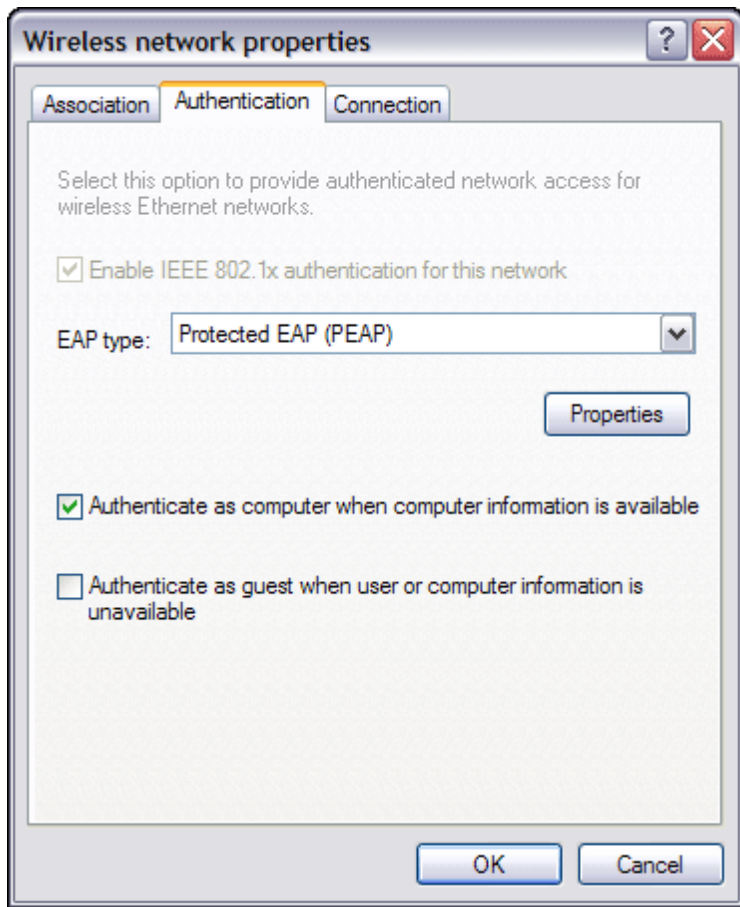 Wireless network properties
Association Authentication Connection
Select this option to provide authenticated network access for
wireless Ethernet networks.
Enable IEEE 802.1x authentication for this network
EAP type: Protected EAP (PEAP)
Properties
Authenticate as computer when computer information is available
Authenticate as guest when user or computer information is
unavailable
OK Cancel